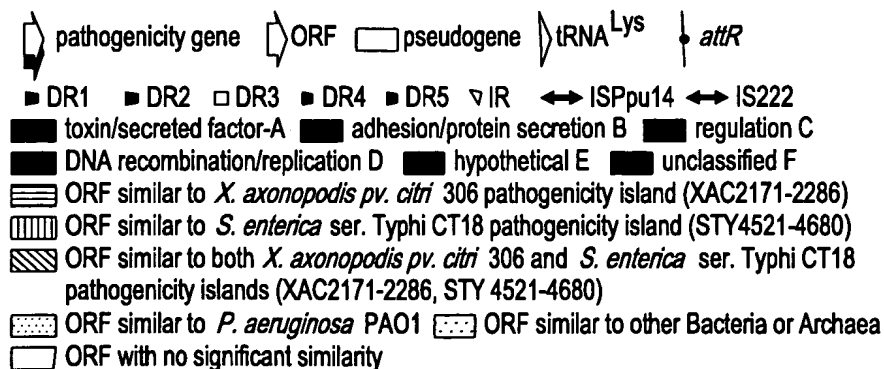 pathogenicity gene ORF pseudogene tRNALys attR
DR1 DR2 DR3 DR4 DR5 IR ISPpu14 IS222
toxin/secreted factor-A adhesion/protein secretion B regulation C
DNA recombination/replication D hypothetical E unclassified F
ORF similar to X. axonopodis pv. citri 306 pathogenicity island (XAC2171-2286)
ORF similar to S. enterica ser. Typhi CT18 pathogenicity island (STY4521-4680)
ORF similar to both X. axonopodis pv. citri 306 and S. enterica ser. Typhi CT18
pathogenicity islands (XAC2171-2286, STY 4521-4680)
ORF similar to P. aeruginosa PAO1 ORF similar to other Bacteria or Archaea
ORF with no significant similarity